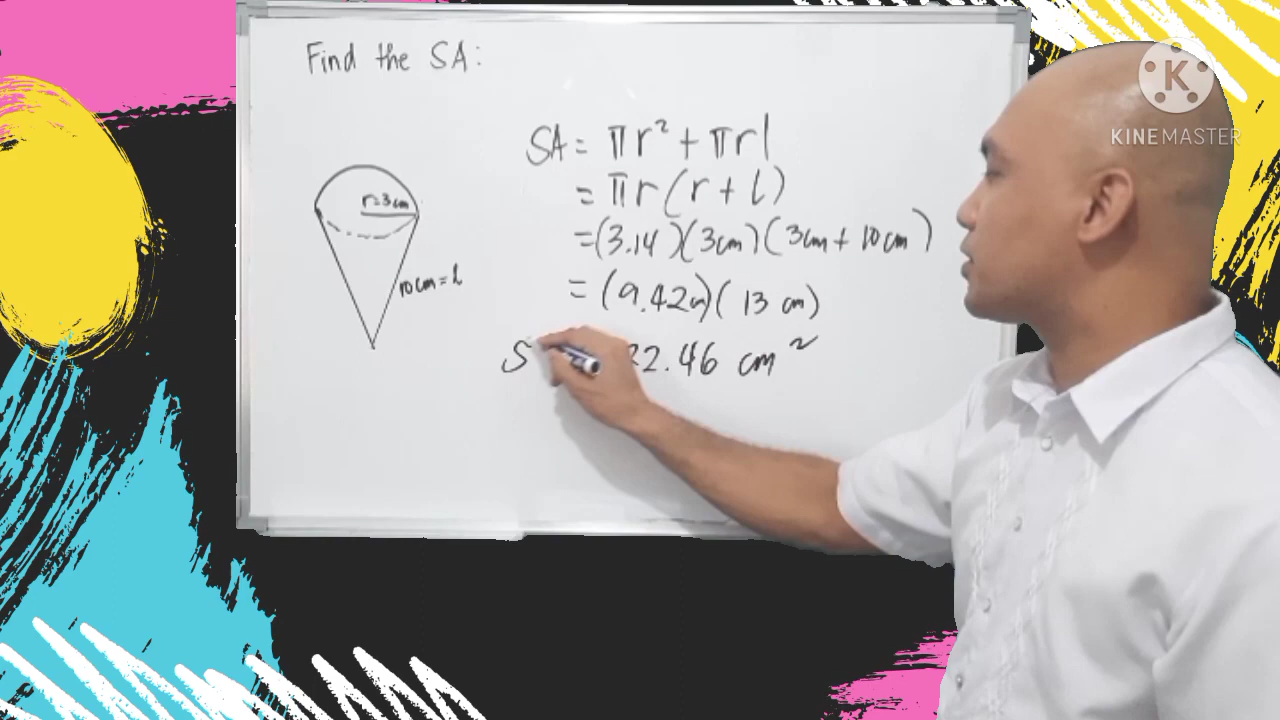 Find the SA:
SA = πr² + πrl
= πr(r + l)
=(3.14)(3cm)(3cm+ 10cm)
r=3cm
10cm = l
= (9.42cm)(13 cm)
S 22.46 cm²
K
KINEMASTER